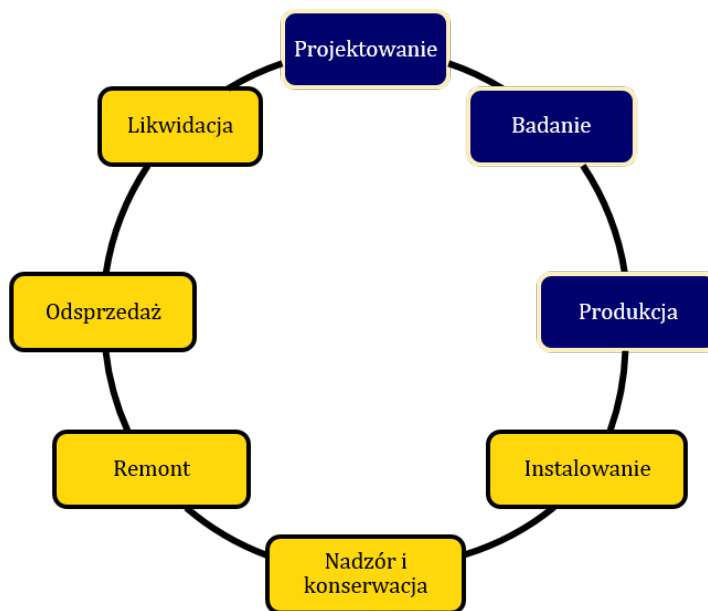 Projektowanie
Badanie
Produkcja
Instalowanie
Nadzór i
konserwacja
Remont
Odsprzedaż
Likwidacja